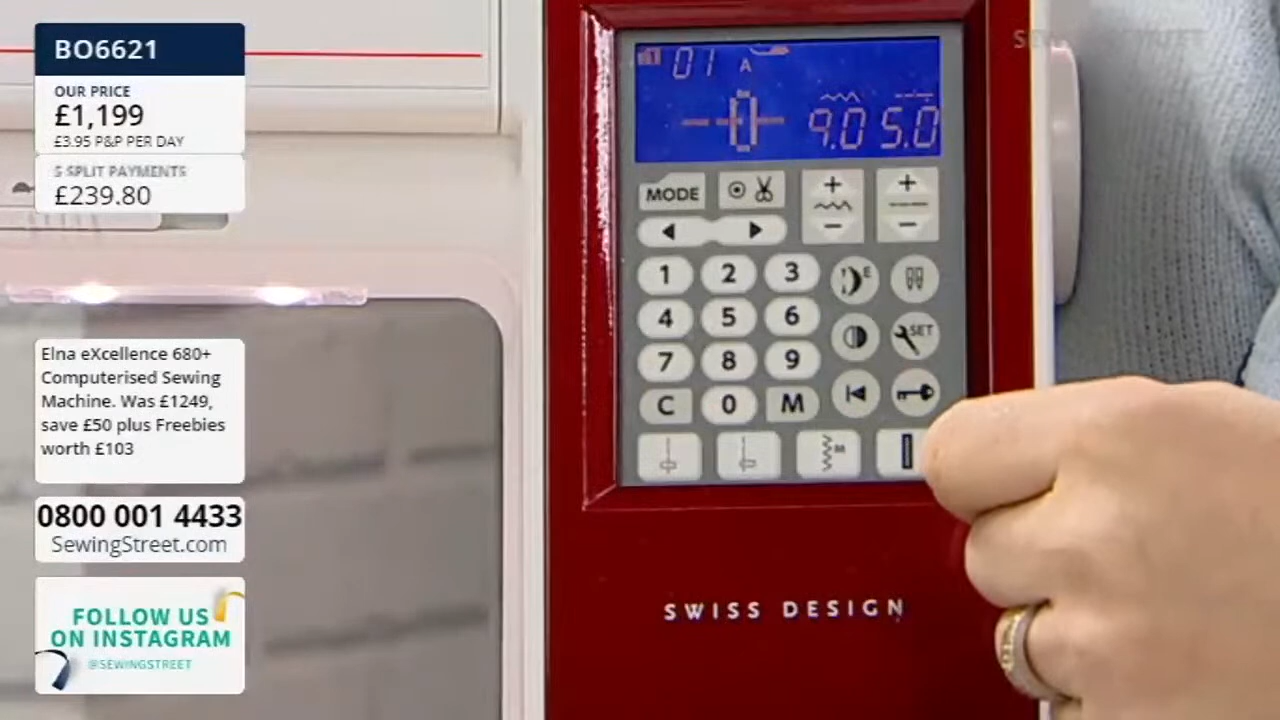 BO6621
OUR PRICE
£1,199
£3.95 P&P PER DAY
5 SPLIT PAYMENTS
£239.80
Elna eXcellence 680+
Computerised Sewing
Machine. Was £1249,
save £50 plus Freebies
worth £103
0800 001 4433
SewingStreet.com
FOLLOW US
ON INSTAGRAM
@SEWINGSTREET
01 A
9.0 5.0
MODE
1 2 3 E
4 5 6 SET
7 8 9
C 0 M
M
SWISS DESIGN